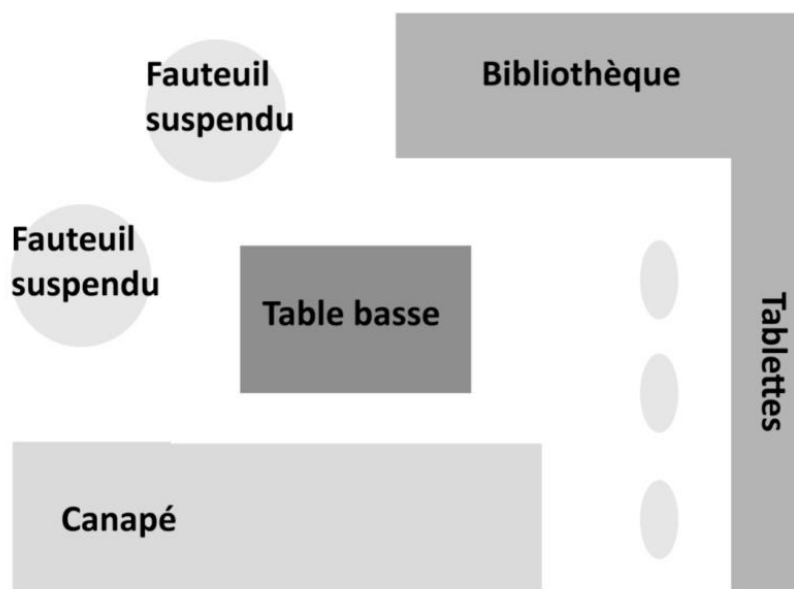 Fauteuil
suspendu
Bibliothèque
Fauteuil
suspendu
Table basse
Tablettes
Canapé